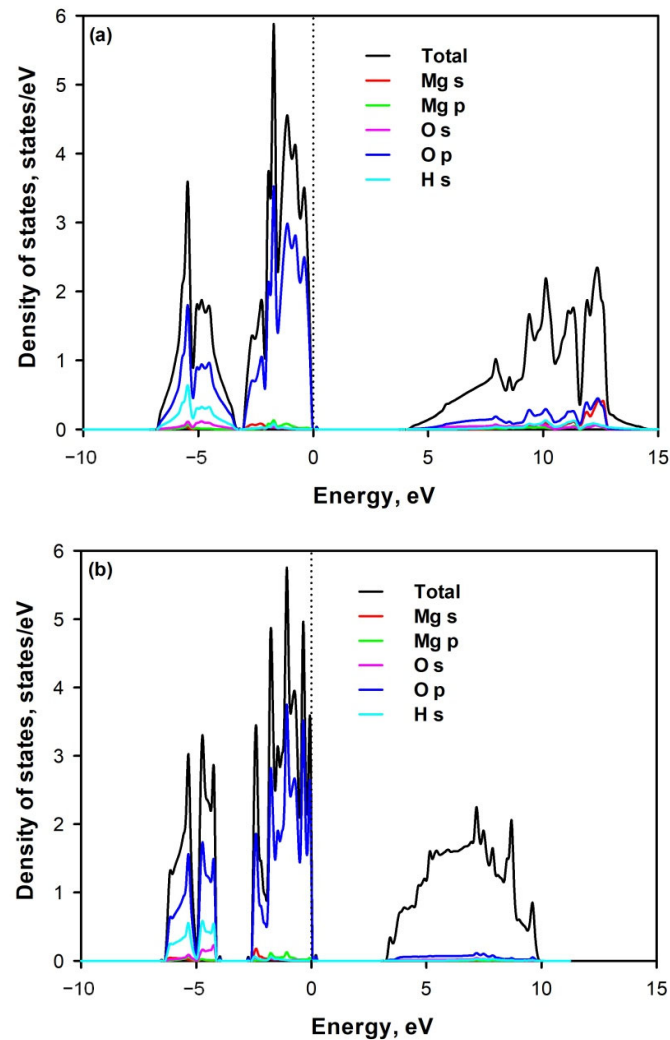 (a)
Total
Mg s
Mg p
O s
O p
H s
Density of states, states/eV
6
5
4
3
2
1
0
−10 −5 0 5 10 15
Energy, eV
(b)
Total
Mg s
Mg p
O s
O p
H s
Density of states, states/eV
6
5
4
3
2
1
0
−10 −5 0 5 10 15
Energy, eV